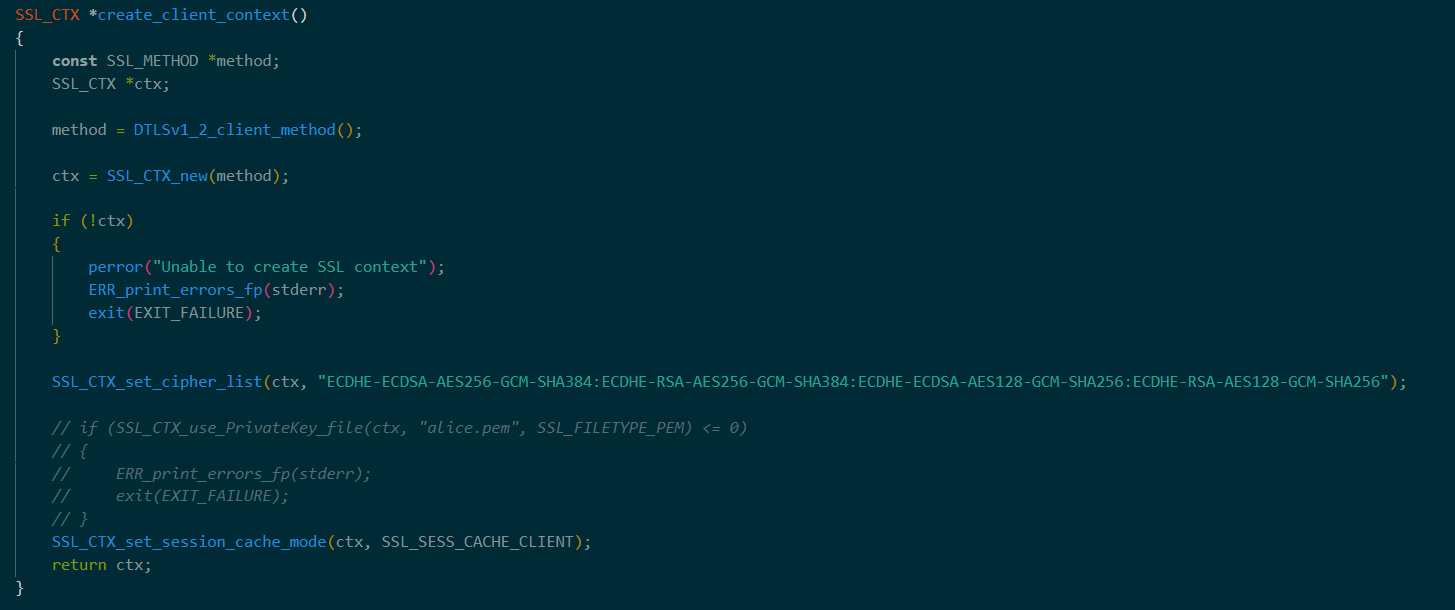 SSL_CTX *create_client_context()
{
    const SSL_METHOD *method;
    SSL_CTX *ctx;

    method = DTLSv1_2_client_method();

    ctx = SSL_CTX_new(method);

    if (!ctx)
    {
        perror("Unable to create SSL context");
        ERR_print_errors_fp(stderr);
        exit(EXIT_FAILURE);
    }

    SSL_CTX_set_cipher_list(ctx, "ECDHE-ECDSA-AES256-GCM-SHA384:ECDHE-RSA-AES256-GCM-SHA384:ECDHE-ECDSA-AES128-GCM-SHA256:ECDHE-RSA-AES128-GCM-SHA256");

    // if (SSL_CTX_use_PrivateKey_file(ctx, "alice.pem", SSL_FILETYPE_PEM) <= 0)
    // {
    //     ERR_print_errors_fp(stderr);
    //     exit(EXIT_FAILURE);
    // }
    SSL_CTX_set_session_cache_mode(ctx, SSL_SESS_CACHE_CLIENT);
    return ctx;
}